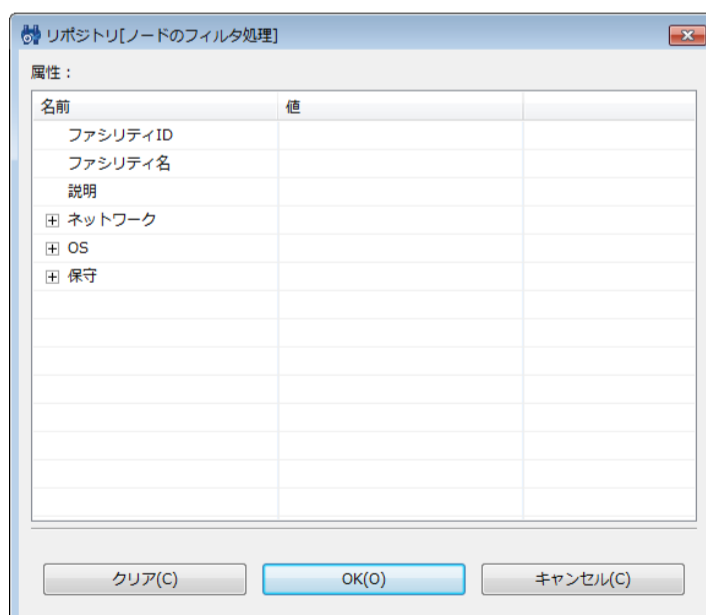 リポジトリ[ノードのフィルタ処理]
属性：
名前 値
ファシリティID
ファシリティ名
説明
ネットワーク
OS
保守
クリア(C) OK(O) キャンセル(C)